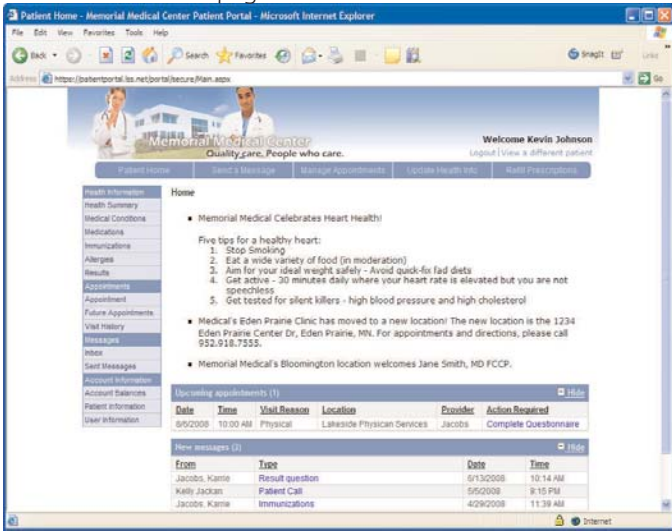 Patient Home - Memorial Medical Center Patient Portal - Microsoft Internet Explorer
File Edit View Favorites Tools Help
Back Search Favorites SnagIt Links
Address https://patientportal.iss.net/portal/secure/Main.aspx Go
Memorial Medical Center
Quality care, People who care.
Welcome Kevin Johnson
Logout | View a different patient
Patient Home Send a Message Manage Appointments Update Health Info Refill Prescriptions
Health Information
Health Summary
Medical Conditions
Medications
Immunizations
Allergies
Results
Appointments
Appointment
Future Appointments
Visit History
Messages
Inbox
Sent Messages
Account Information
Account Balances
Patient Information
User Information
Home
Memorial Medical Celebrates Heart Health!
Five tips for a healthy heart:
1. Stop Smoking
2. Eat a wide variety of food (in moderation)
3. Aim for your ideal weight safely - Avoid quick-fix fad diets
4. Get active - 30 minutes daily where your heart rate is elevated but you are not
speechless
5. Get tested for silent killers - high blood pressure and high cholesterol
Medical's Eden Prairie Clinic has moved to a new location! The new location is the 1234
Eden Prairie Center Dr, Eden Prairie, MN. For appointments and directions, please call
952.918.7555.
Memorial Medical's Bloomington location welcomes Jane Smith, MD FCCP.
Upcoming appointments (1) Hide
Date Time Visit Reason Location Provider Action Required
8/5/2008 10:00 AM Physical Lakeside Physican Services Jacobs Complete Questionnaire
New messages (3) Hide
From Type Date Time
Jacobs, Karrie Result question 6/13/2008 10:14 AM
Kelly Jackan Patient Call 5/5/2008 9:15 PM
Jacobs, Karrie Immunizations 4/29/2008 11:39 AM
Internet